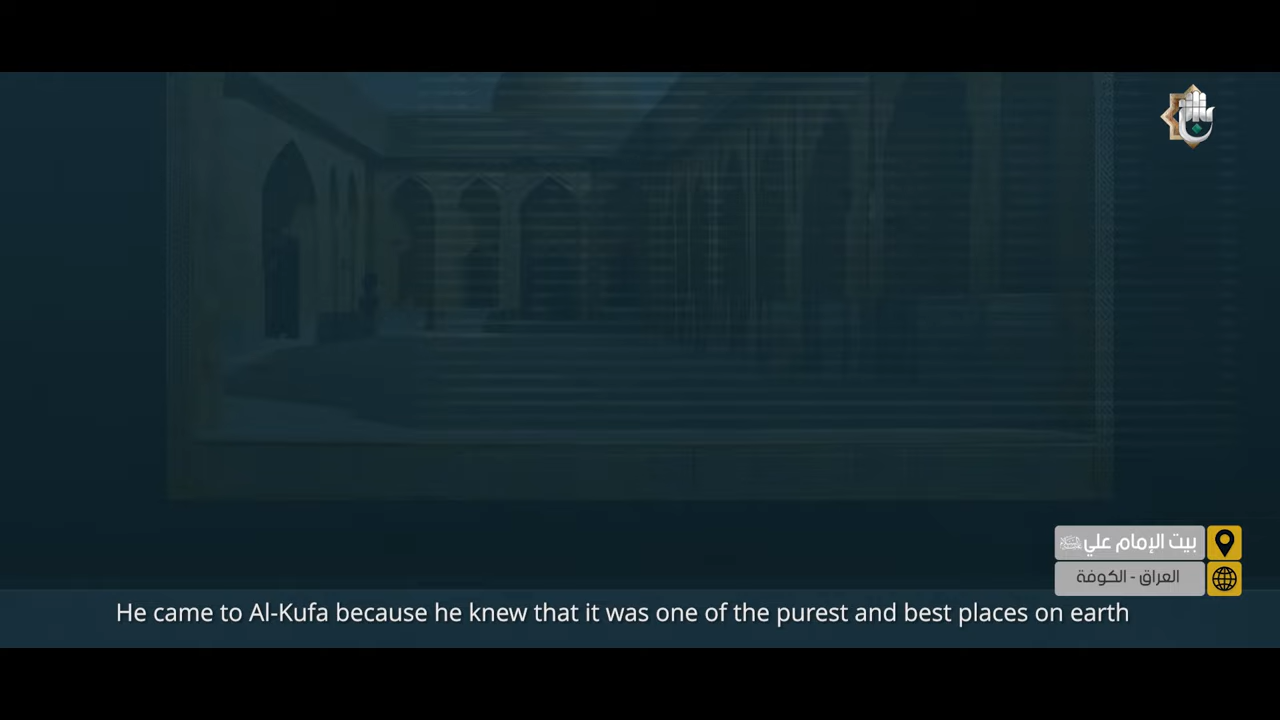 بيت الإمام علي
العراق - الكوفة
He came to Al-Kufa because he knew that it was one of the purest and best places on earth